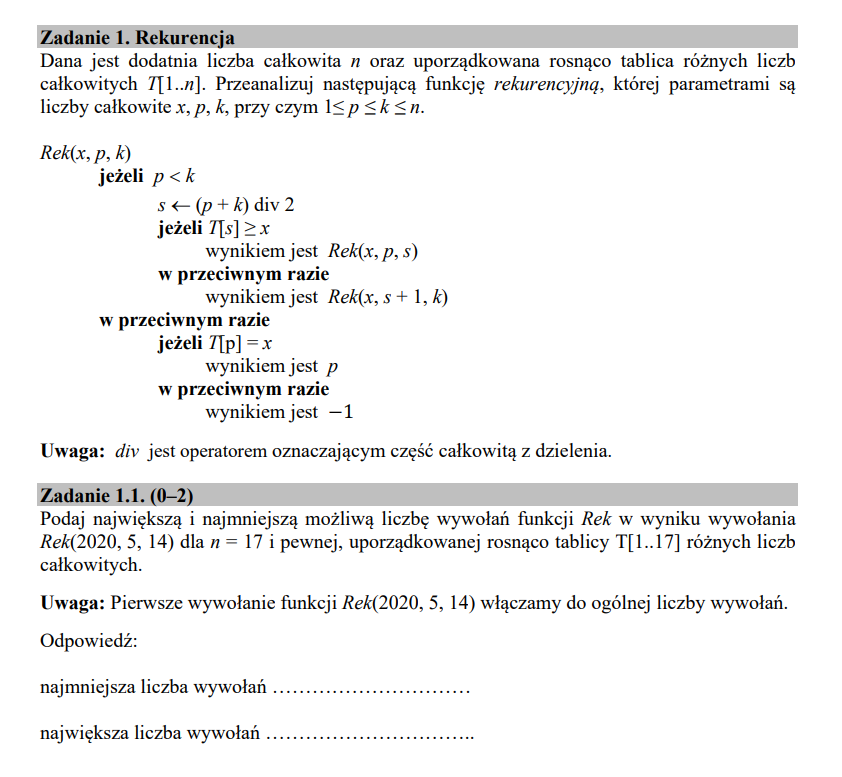 Zadanie 1. Rekurencja
Dana jest dodatnia liczba całkowita n oraz uporządkowana rosnąco tablica różnych liczb
całkowitych T[1..n]. Przeanalizuj następującą funkcję rekurencyjną, której parametrami są
liczby całkowite x, p, k, przy czym 1≤ p ≤ k ≤ n.
Rek(x, p, k)
jeżeli p < k
s ← (p + k) div 2
jeżeli T[s] ≥ x
wynikiem jest Rek(x, p, s)
w przeciwnym razie
wynikiem jest Rek(x, s + 1, k)
w przeciwnym razie
jeżeli T[p] = x
wynikiem jest p
w przeciwnym razie
wynikiem jest −1
Uwaga: div jest operatorem oznaczającym część całkowitą z dzielenia.
Zadanie 1.1. (0–2)
Podaj największą i najmniejszą możliwą liczbę wywołań funkcji Rek w wyniku wywołania
Rek(2020, 5, 14) dla n = 17 i pewnej, uporządkowanej rosnąco tablicy T[1..17] różnych liczb
całkowitych.
Uwaga: Pierwsze wywołanie funkcji Rek(2020, 5, 14) włączamy do ogólnej liczby wywołań.
Odpowiedź:
najmniejsza liczba wywołań …………………………
największa liczba wywołań …………………………..